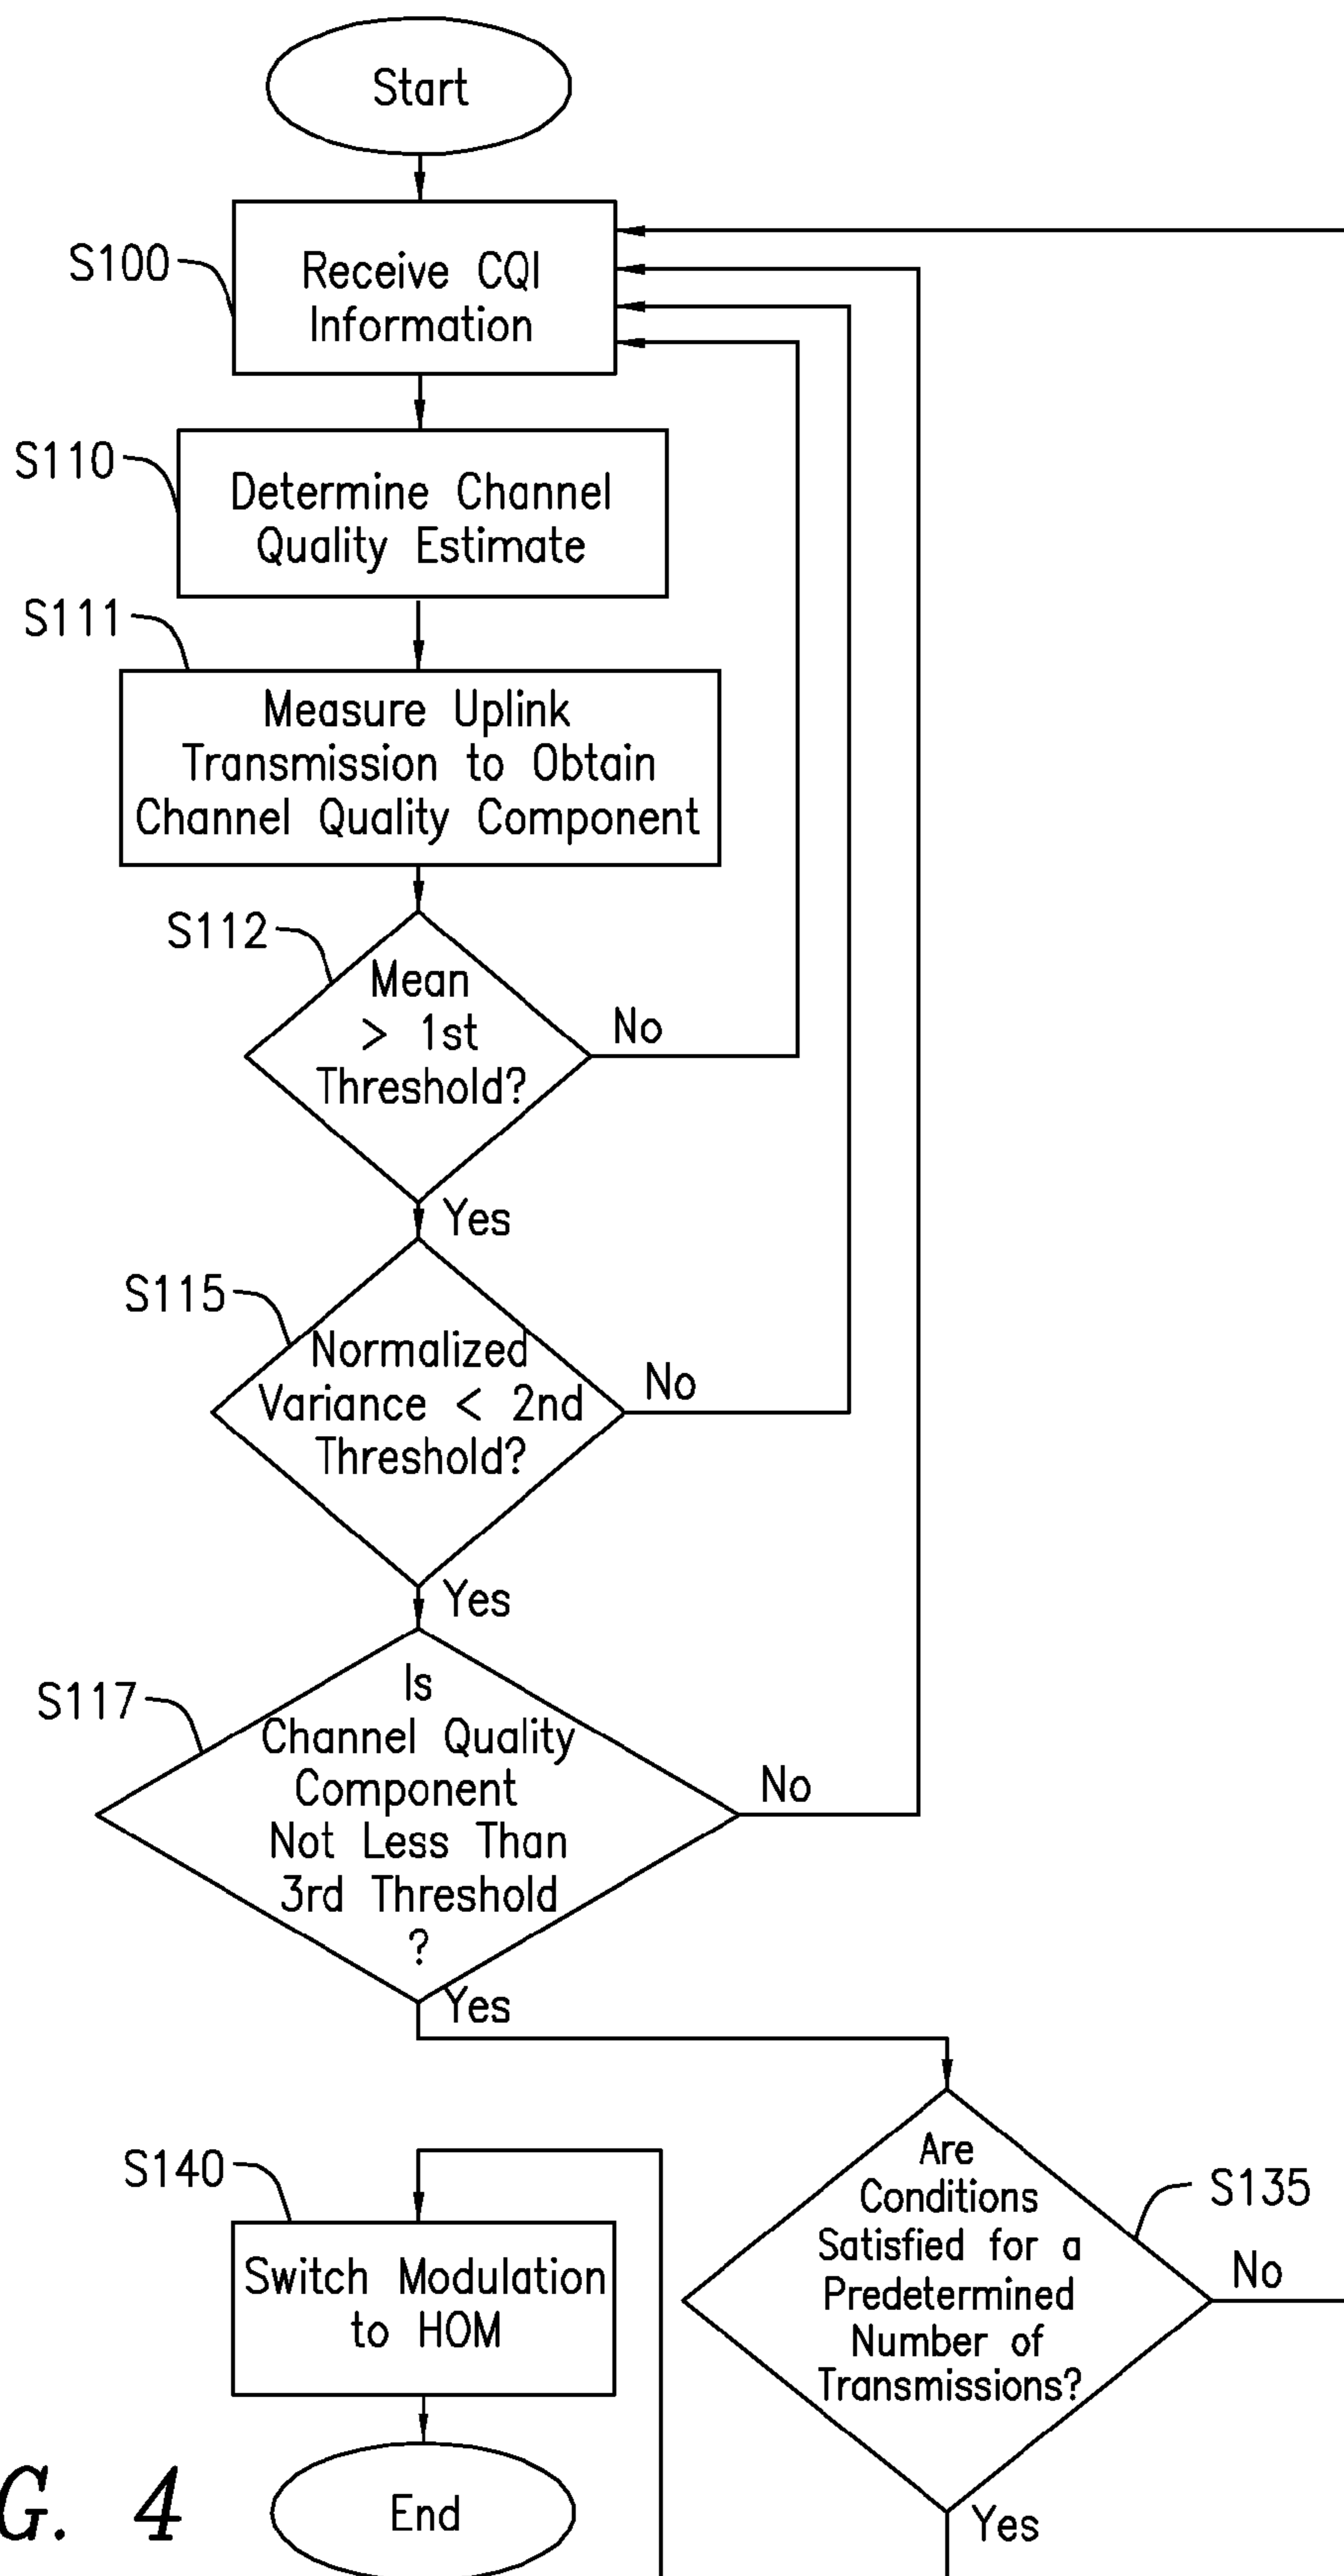 Start
S100
Receive CQI
Information
S110
Determine Channel
Quality Estimate
S111
Measure Uplink
Transmission to Obtain
Channel Quality Component
S112
Mean
> 1st
Threshold?
No
Yes
S115
Normalized
Variance < 2nd
Threshold?
No
Yes
S117
Is
Channel Quality
Component
Not Less Than
3rd Threshold
?
No
Yes
S135
Are
Conditions
Satisfied for a
Predetermined
Number of
Transmissions?
No
Yes
S140
Switch Modulation
to HOM
End
G. 4